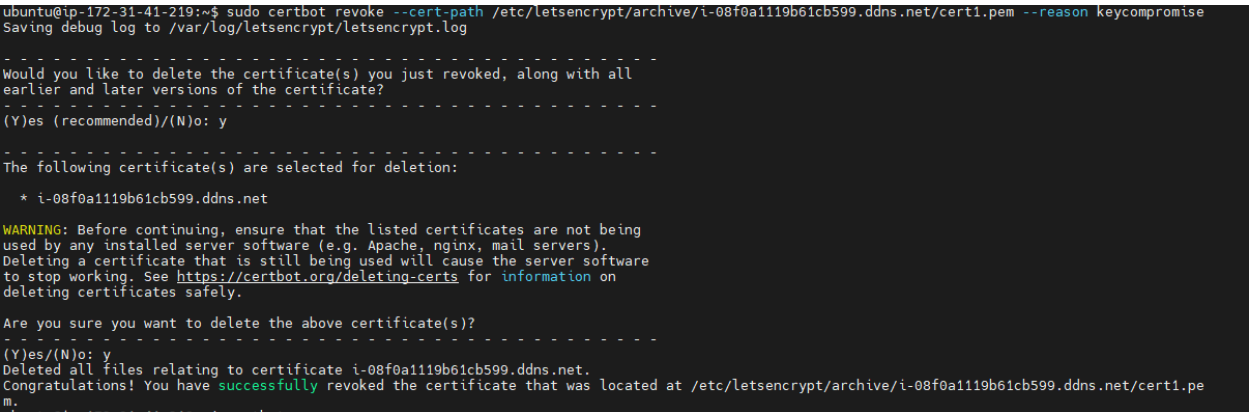 ubuntu@ip-172-31-41-219:~$ sudo certbot revoke --cert-path /etc/letsencrypt/archive/i-08f0a1119b61cb599.ddns.net/cert1.pem --reason keycompromise
Saving debug log to /var/log/letsencrypt/letsencrypt.log
- - - - - - - - - - - - - - - - - - - - - - - - - - - - - - - - - - - - - - - -
Would you like to delete the certificate(s) you just revoked, along with all
earlier and later versions of the certificate?
- - - - - - - - - - - - - - - - - - - - - - - - - - - - - - - - - - - - - - - -
(Y)es (recommended)/(N)o: y
- - - - - - - - - - - - - - - - - - - - - - - - - - - - - - - - - - - - - - - -
The following certificate(s) are selected for deletion:
* i-08f0a1119b61cb599.ddns.net
WARNING: Before continuing, ensure that the listed certificates are not being
used by any installed server software (e.g. Apache, nginx, mail servers).
Deleting a certificate that is still being used will cause the server software
to stop working. See https://certbot.org/deleting-certs for information on
deleting certificates safely.
Are you sure you want to delete the above certificate(s)?
- - - - - - - - - - - - - - - - - - - - - - - - - - - - - - - - - - - - - - - -
(Y)es/(N)o: y
Deleted all files relating to certificate i-08f0a1119b61cb599.ddns.net.
Congratulations! You have successfully revoked the certificate that was located at /etc/letsencrypt/archive/i-08f0a1119b61cb599.ddns.net/cert1.pe
m.